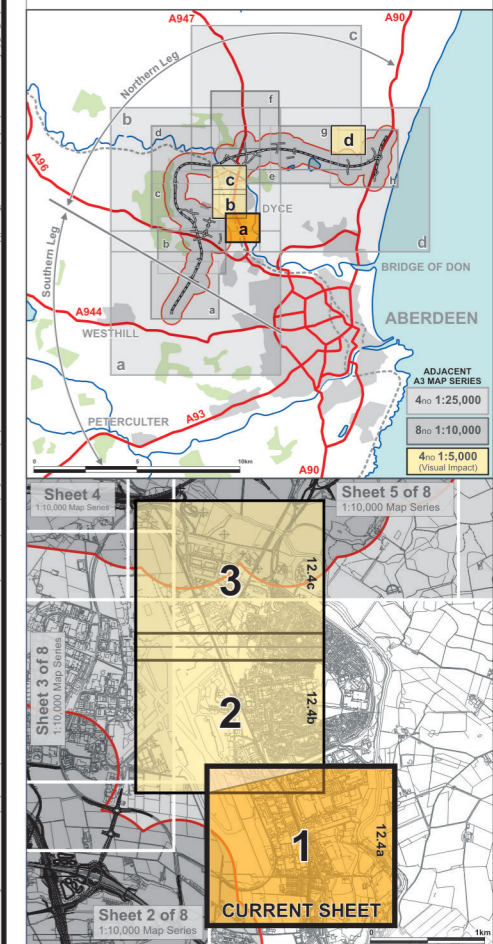 A947
A90
Northern Leg
c
f
b
d
g
d
A96
c
c
e
h
b
DYCE
a
b
d
Southern Leg
BRIDGE OF DON
A944
a
ABERDEEN
WESTHILL
a
ADJACENT
A3 MAP SERIES
4no 1:25,000
8no 1:10,000
4no 1:5,000
(Visual Impact)
PETERCULTER
A93
0 5 10km
A90
Sheet 4
1:10,000 Map Series
Sheet 5 of 8
1:10,000 Map Series
3
12.4c
Sheet 3 of 8
1:10,000 Map Series
2
12.4b
1
12.4a
Sheet 2 of 8
1:10,000 Map Series
CURRENT SHEET
0 1km